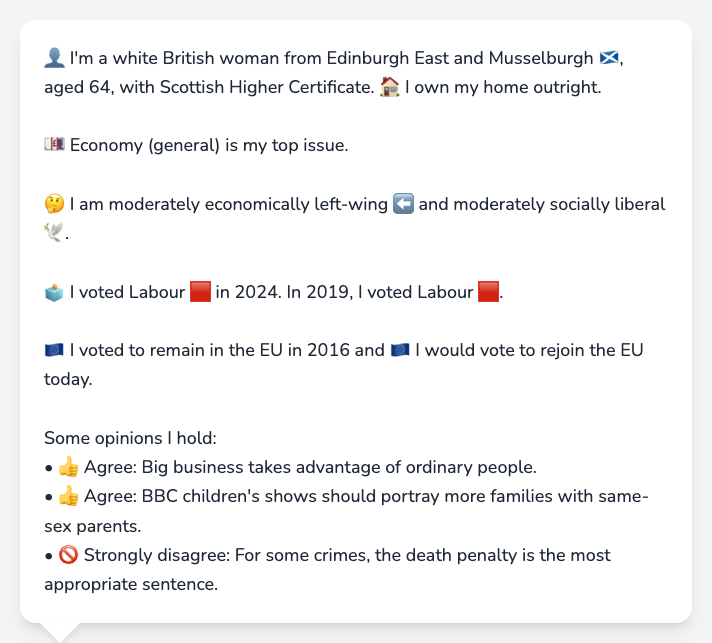 👤 I'm a white British woman from Edinburgh East and Musselburgh 🏴󠁧󠁢󠁳󠁣󠁴󠁿,
aged 64, with Scottish Higher Certificate. 🏠 I own my home outright.
💷 Economy (general) is my top issue.
🤔 I am moderately economically left-wing ⬅️ and moderately socially liberal
🕊️.
🗳️ I voted Labour 🟥 in 2024. In 2019, I voted Labour 🟥.
🇪🇺 I voted to remain in the EU in 2016 and 🇪🇺 I would vote to rejoin the EU
today.
Some opinions I hold:
• 👍 Agree: Big business takes advantage of ordinary people.
• 👍 Agree: BBC children's shows should portray more families with same-
sex parents.
• 🚫 Strongly disagree: For some crimes, the death penalty is the most
appropriate sentence.